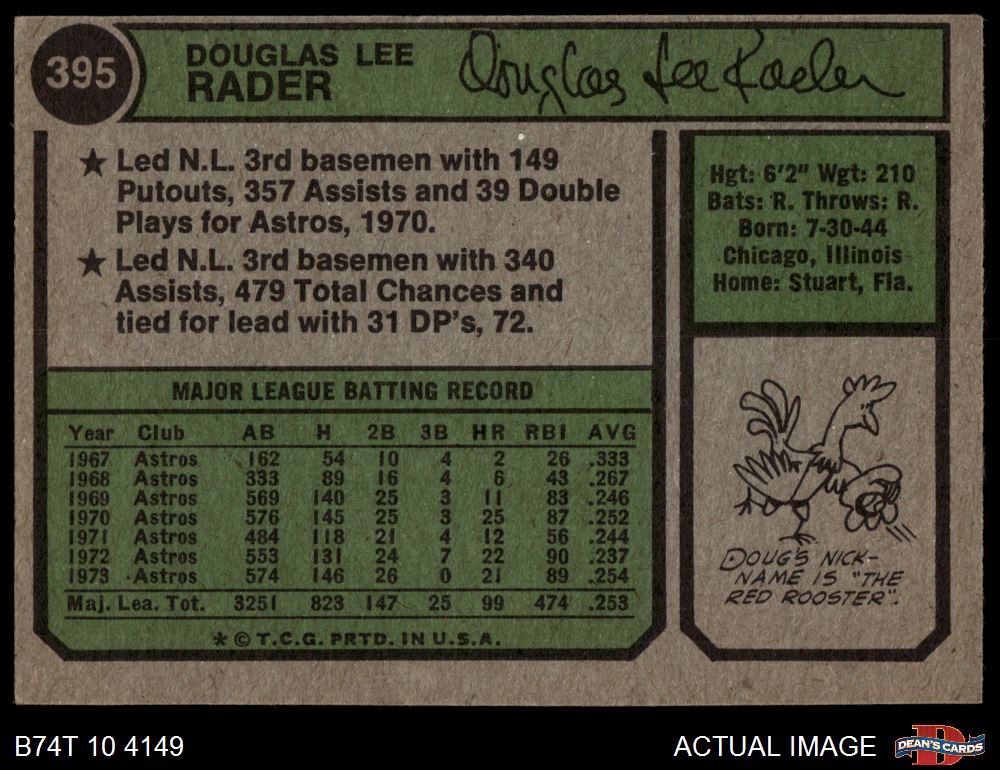 395
DOUGLAS LEE
RADER
Douglas Lee Rader
★ Led N.L. 3rd basemen with 149
Putouts, 357 Assists and 39 Double
Plays for Astros, 1970.
★ Led N.L. 3rd basemen with 340
Assists, 479 Total Chances and
tied for lead with 31 DP's, 72.
Hgt: 6'2" Wgt: 210
Bats: R. Throws: R.
Born: 7-30-44
Chicago, Illinois
Home: Stuart, Fla.
MAJOR LEAGUE BATTING RECORD
Year Club AB H 2B 3B HR RBI AVG
1967 Astros 162 54 10 4 2 26 .333
1968 Astros 333 89 16 4 6 43 .267
1969 Astros 569 140 25 3 11 83 .246
1970 Astros 576 145 25 3 25 87 .252
1971 Astros 484 118 21 4 12 56 .244
1972 Astros 553 131 24 7 22 90 .237
1973 Astros 574 146 26 0 21 89 .254
Maj. Lea. Tot. 3251 823 147 25 99 474 .253
* © T.C.G. PRTD. IN U.S.A.
DOUG'S NICK-
NAME IS "THE
RED ROOSTER".
B74T 10 4149
ACTUAL IMAGE
D
DEAN'S CARDS